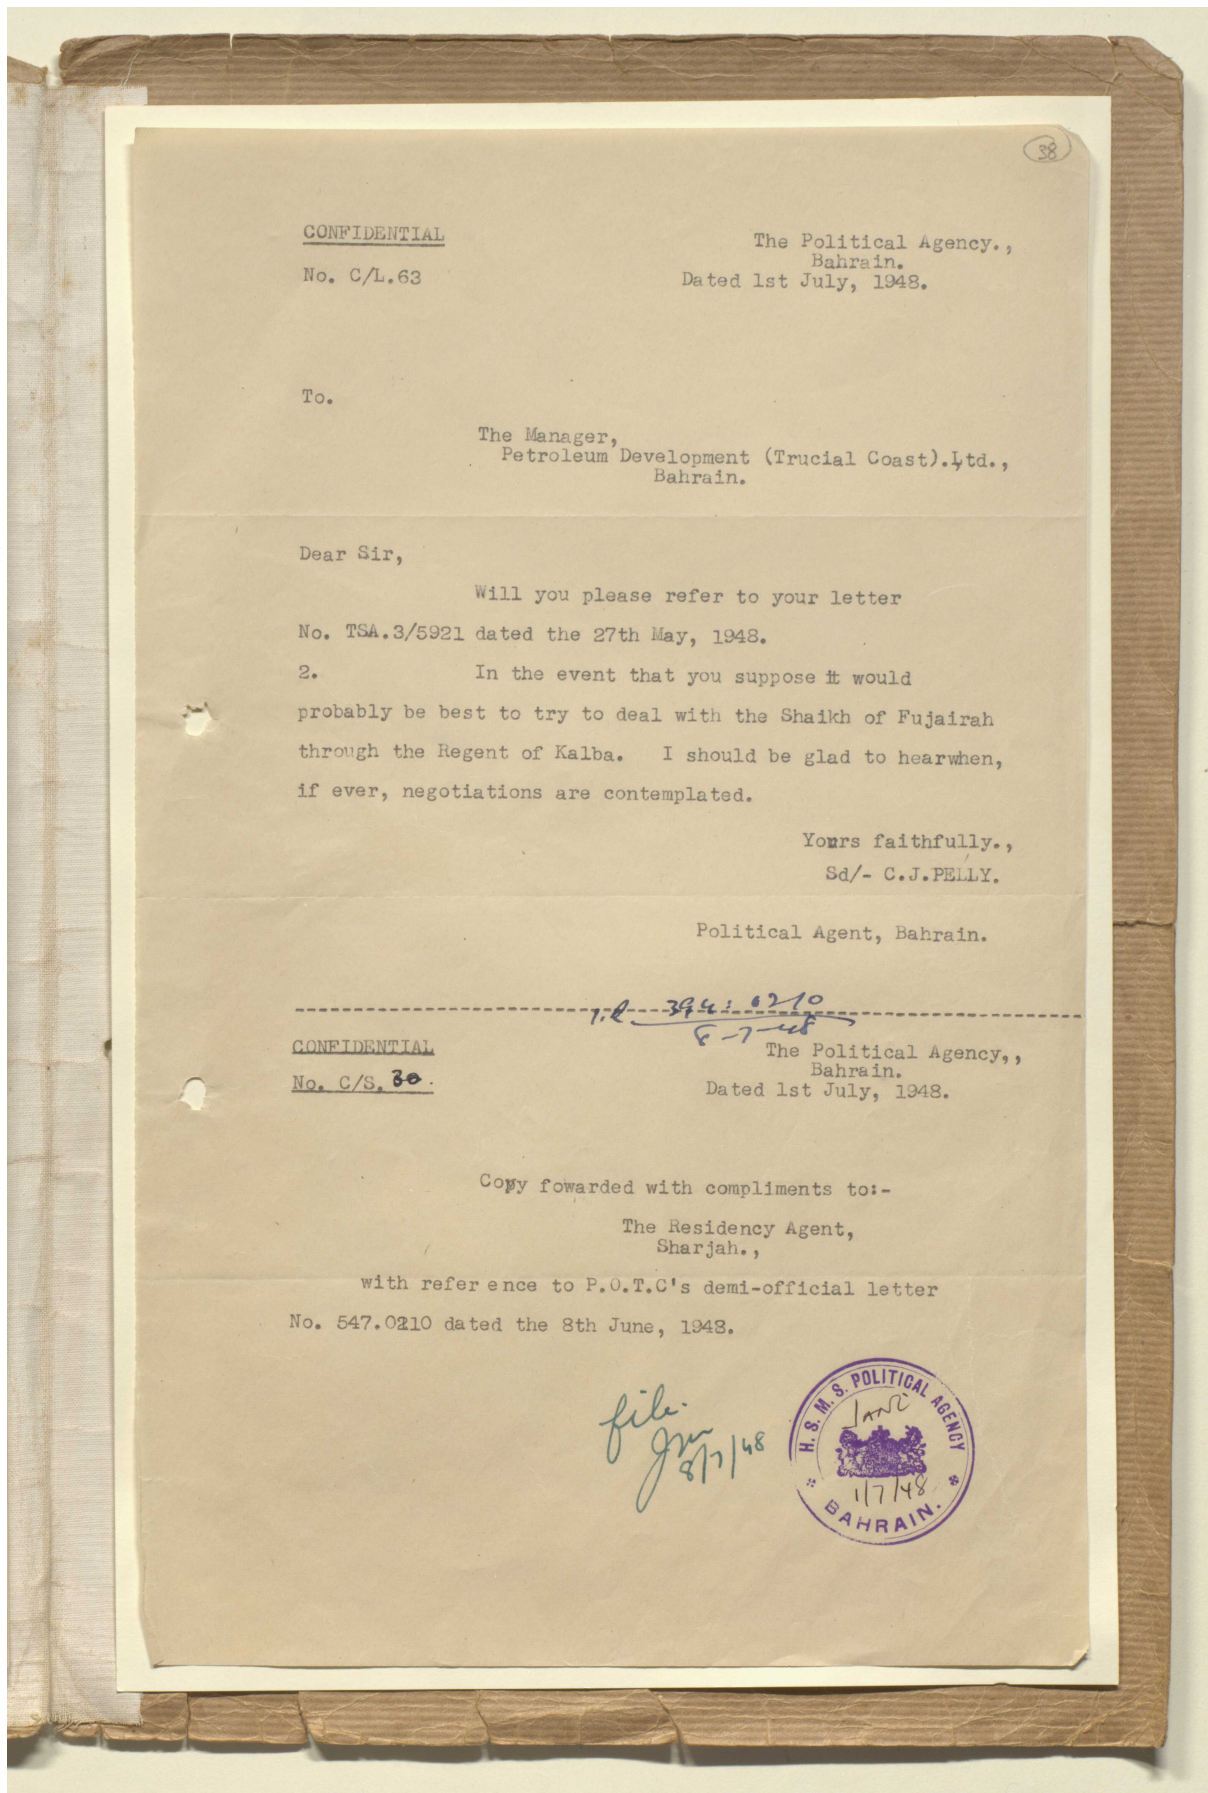 38
CONFIDENTIAL
The Political Agency.,
Bahrain.
No. C/L.63
Dated 1st July, 1948.
To.
The Manager,
Petroleum Development (Trucial Coast).Ltd.,
Bahrain.
Dear Sir,
Will you please refer to your letter
No. TSA.3/5921 dated the 27th May, 1948.
2. In the event that you suppose it would
probably be best to try to deal with the Shaikh of Fujairah
through the Regent of Kalba. I should be glad to hearwhen,
if ever, negotiations are contemplated.
Yours faithfully.,
Sd/- C.J.PELLY.
Political Agent, Bahrain.
394: 0210
8-7-48
CONFIDENTIAL
The Political Agency,,
Bahrain.
No. C/S. 30.
Dated 1st July, 1948.
Copy fowarded with compliments to:-
The Residency Agent,
Sharjah.,
with reference to P.O.T.C's demi-official letter
No. 547.0210 dated the 8th June, 1948.
file.
8/7/48
H. S. M. S. POLITICAL AGENCY
1/7/48
BAHRAIN.